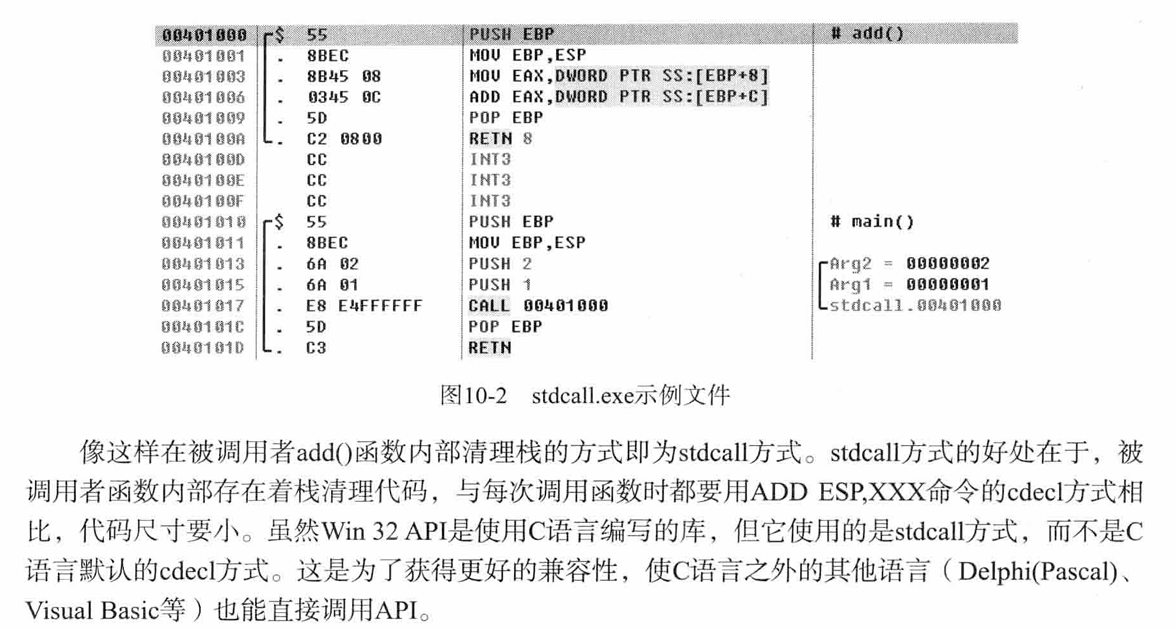 00401000 $ 55 PUSH EBP # add()
00401001 . 8BEC MOV EBP,ESP
00401003 . 8B45 08 MOV EAX,DWORD PTR SS:[EBP+8]
00401006 . 0345 0C ADD EAX,DWORD PTR SS:[EBP+C]
00401009 . 5D POP EBP
0040100A . C2 0800 RETN 8
0040100D CC INT3
0040100E CC INT3
0040100F CC INT3
00401010 $ 55 PUSH EBP # main()
00401011 . 8BEC MOV EBP,ESP
00401013 . 6A 02 PUSH 2 Arg2 = 00000002
00401015 . 6A 01 PUSH 1 Arg1 = 00000001
00401017 . E8 E4FFFFFF CALL 00401000 stdcall.00401000
0040101C . 5D POP EBP
0040101D . C3 RETN
图10-2 stdcall.exe示例文件
像这样在被调用者add()函数内部清理栈的方式即为stdcall方式。stdcall方式的好处在于，被
调用者函数内部存在着栈清理代码，与每次调用函数时都要用ADD ESP,XXX命令的cdecl方式相
比，代码尺寸要小。虽然Win 32 API是使用C语言编写的库，但它使用的是stdcall方式，而不是C
语言默认的cdecl方式。这是为了获得更好的兼容性，使C语言之外的其他语言（Delphi(Pascal)、
Visual Basic等）也能直接调用API。